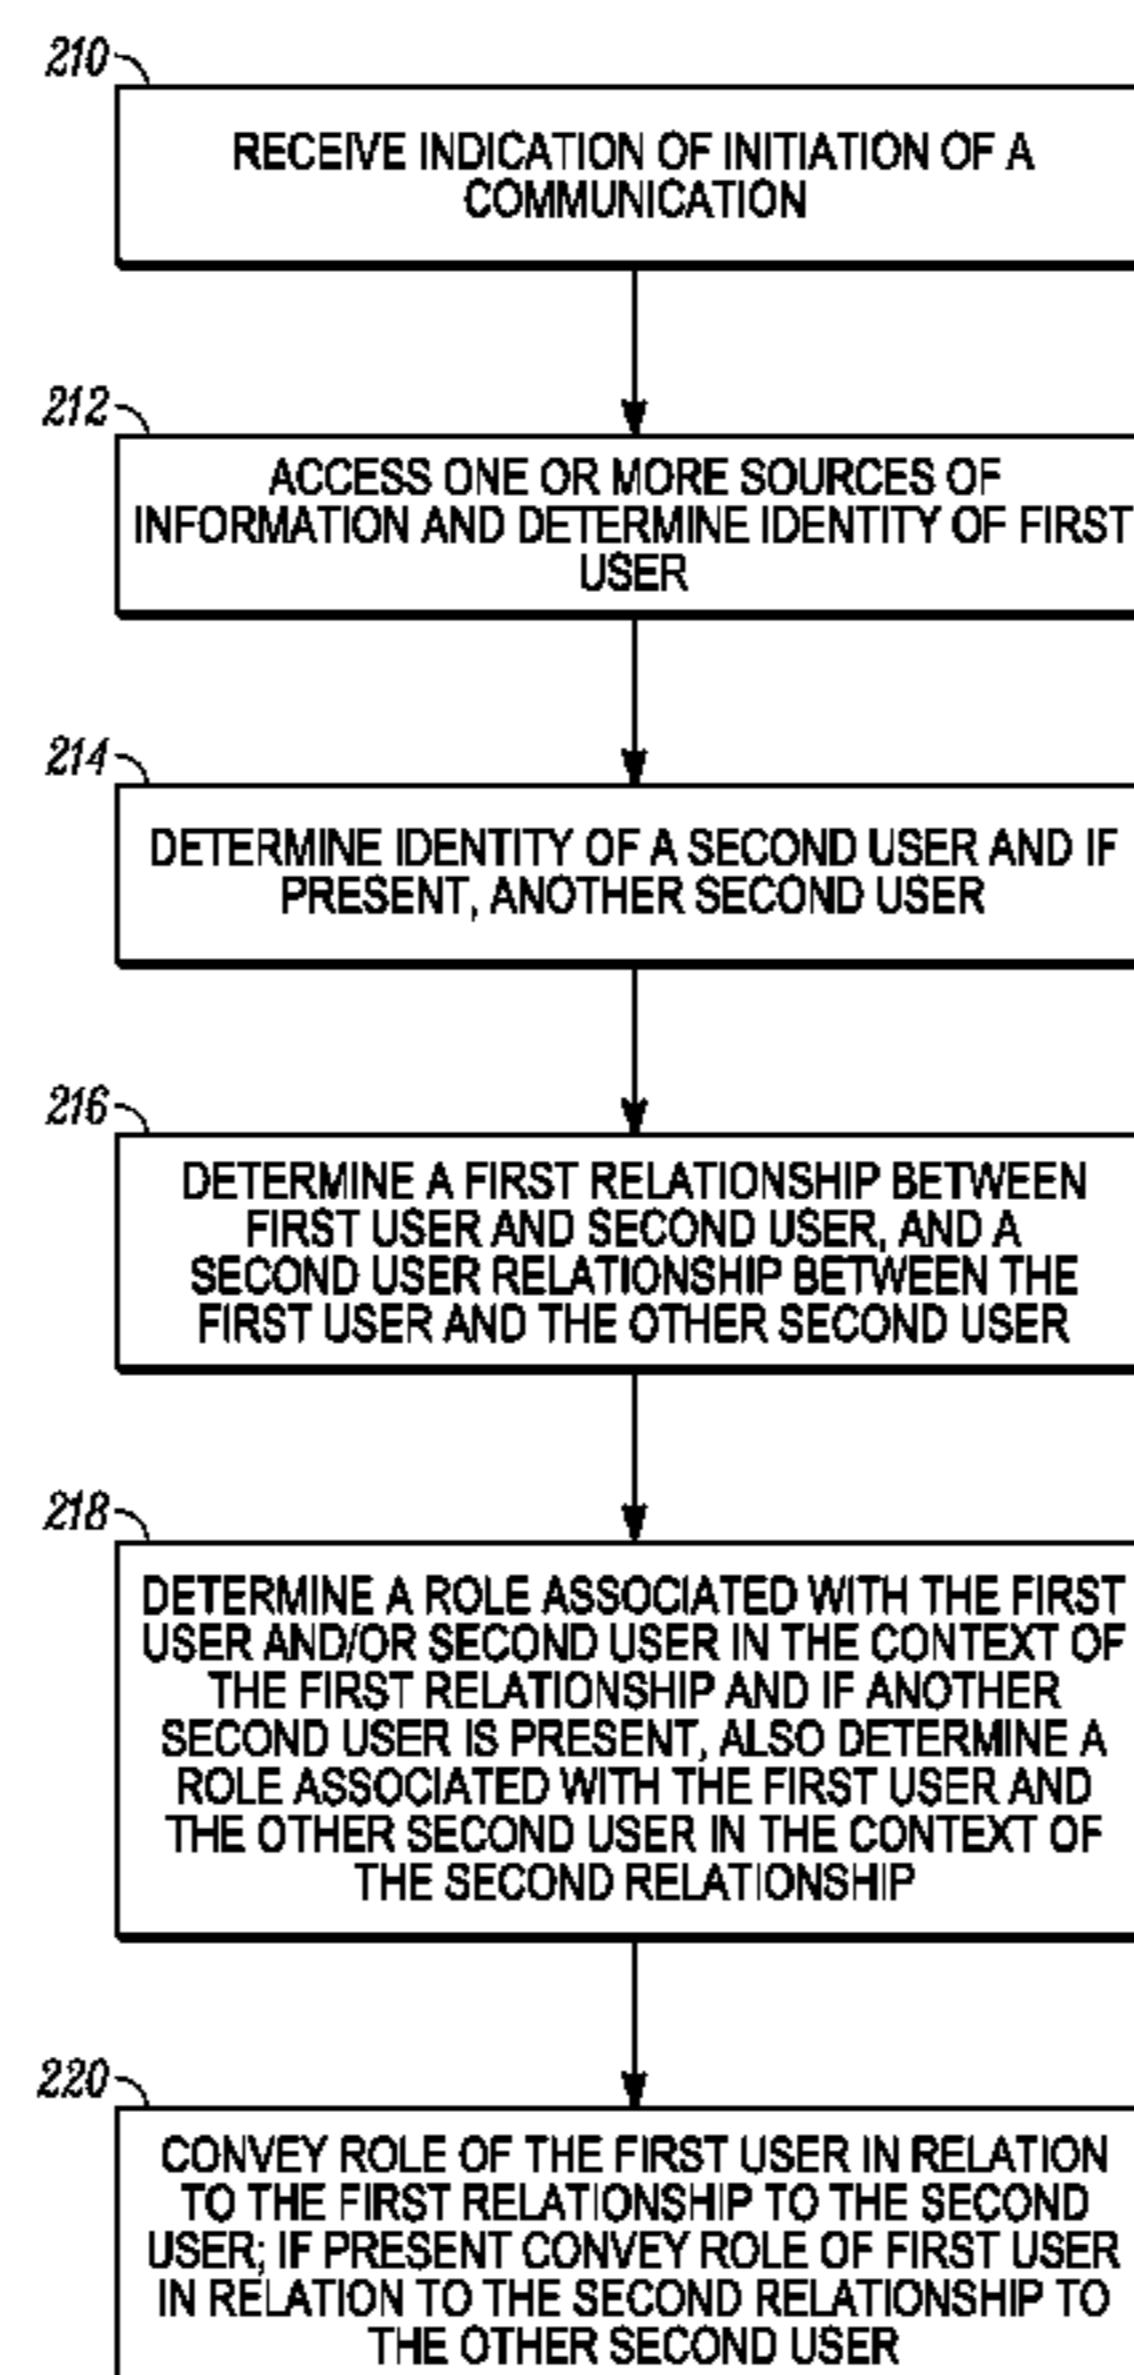 210
RECEIVE INDICATION OF INITIATION OF A
COMMUNICATION
212
ACCESS ONE OR MORE SOURCES OF
INFORMATION AND DETERMINE IDENTITY OF FIRST
USER
214
DETERMINE IDENTITY OF A SECOND USER AND IF
PRESENT, ANOTHER SECOND USER
216
DETERMINE A FIRST RELATIONSHIP BETWEEN
FIRST USER AND SECOND USER, AND A
SECOND USER RELATIONSHIP BETWEEN THE
FIRST USER AND THE OTHER SECOND USER
218
DETERMINE A ROLE ASSOCIATED WITH THE FIRST
USER AND/OR SECOND USER IN THE CONTEXT OF
THE FIRST RELATIONSHIP AND IF ANOTHER
SECOND USER IS PRESENT, ALSO DETERMINE A
ROLE ASSOCIATED WITH THE FIRST USER AND
THE OTHER SECOND USER IN THE CONTEXT OF
THE SECOND RELATIONSHIP
220
CONVEY ROLE OF THE FIRST USER IN RELATION
TO THE FIRST RELATIONSHIP TO THE SECOND
USER; IF PRESENT CONVEY ROLE OF FIRST USER
IN RELATION TO THE SECOND RELATIONSHIP TO
THE OTHER SECOND USER